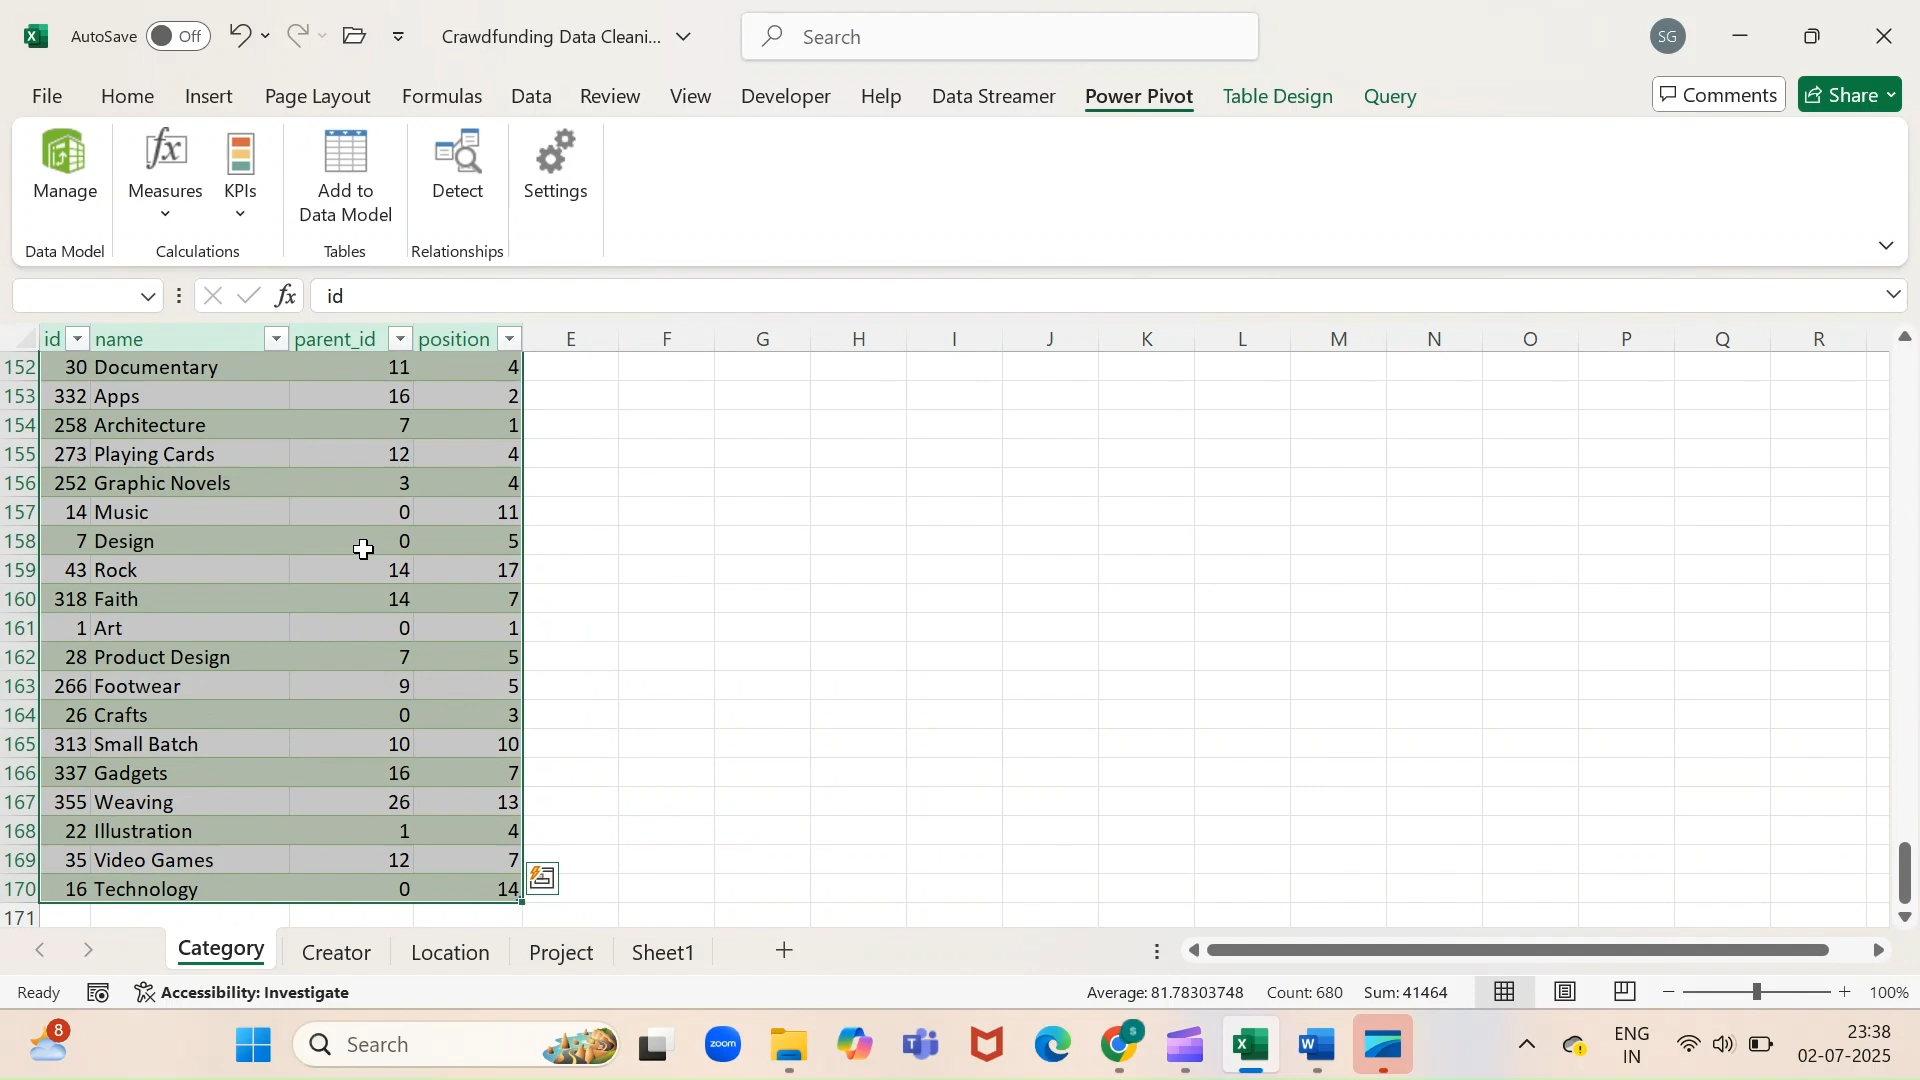 AutoSave Off Crawdfunding Data Cleani... Search SG
File Home Insert Page Layout Formulas Data Review View Developer Help Data Streamer Power Pivot Table Design Query Comments Share
Manage Measures KPIs Add to Data Model Detect Settings
Data Model Calculations Tables Relationships
fx id
id name parent_id position E F G H I J K L M N O P Q R
152 30 Documentary 11 4
153 332 Apps 16 2
154 258 Architecture 7 1
155 273 Playing Cards 12 4
156 252 Graphic Novels 3 4
157 14 Music 0 11
158 7 Design 0 5
159 43 Rock 14 17
160 318 Faith 14 7
161 1 Art 0 1
162 28 Product Design 7 5
163 266 Footwear 9 5
164 26 Crafts 0 3
165 313 Small Batch 10 10
166 337 Gadgets 16 7
167 355 Weaving 26 13
168 22 Illustration 1 4
169 35 Video Games 12 7
170 16 Technology 0 14
171
Category Creator Location Project Sheet1
Ready Accessibility: Investigate Average: 81.78303748 Count: 680 Sum: 41464 100%
8 Search zoom S ENG 23:38
IN 02-07-2025